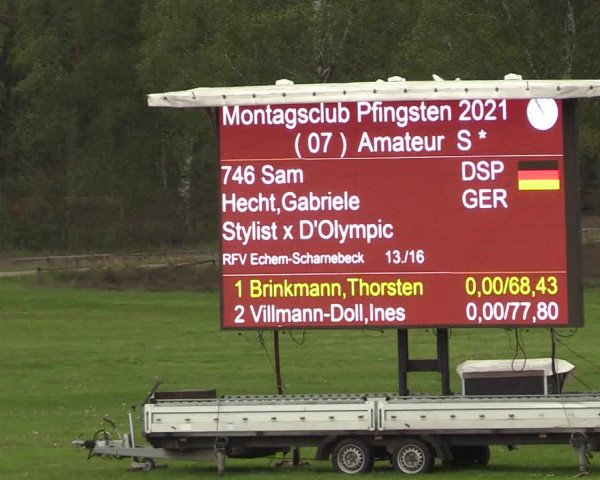 Montagsclub Pfingsten 2021
( 07 ) Amateur S *
746 Sam DSP
Hecht,Gabriele GER
Stylist x D'Olympic
RFV Echem-Scharnebeck 13./16
1 Brinkmann,Thorsten 0,00/68,43
2 Villmann-Doll,Ines 0,00/77,80